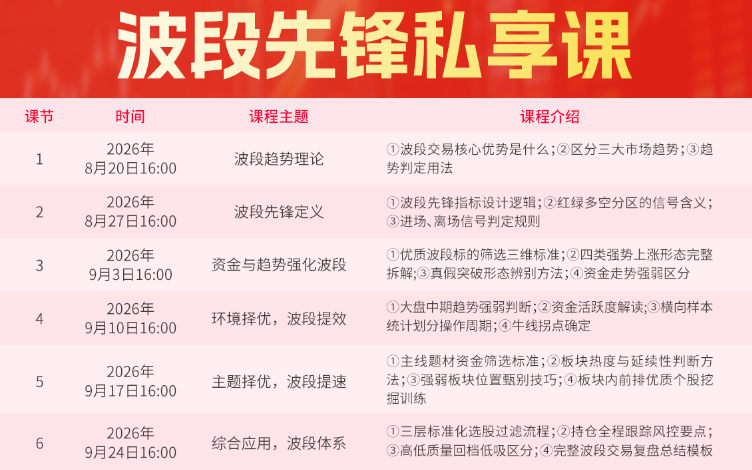 波段先锋私享课
课节 时间 课程主题 课程介绍
1 2026年 8月20日16:00 波段趋势理论
①波段交易核心优势是什么；②区分三大市场趋势；③趋
势判定用法
2 2026年 8月27日16:00 波段先锋定义
①波段先锋指标设计逻辑；②红绿多空分区的信号含义；
③进场、离场信号判定规则
3 2026年 9月3日16:00 资金与趋势强化波段
①优质波段标的筛选三维标准；②四类强势上涨形态完整
拆解;③真假突破形态辨别方法；④资金走势强弱区分
4 2026年 9月10日16:00 环境择优，波段提效
①大盘中期趋势强弱判断；②资金活跃度解读;③横向样本
统计划分操作周期；④牛线拐点确定
5 2026年 9月17日16:00 主题择优，波段提速
①主线题材资金筛选标准；②板块热度与延续性判断方
法；③强弱板块位置甄别技巧；④板块内前排优质个股挖
掘训练
6 2026年 9月24日16:00 综合应用，波段体系
①三层标准化选股过滤流程；②持仓全程跟踪风控要点；
③高低质量回档低吸区分；④完整波段交易复盘总结模板